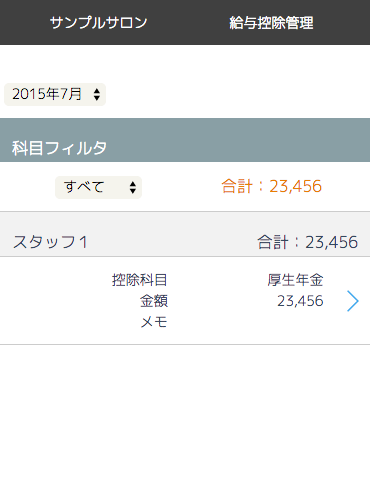 サンプルサロン 給与控除管理
2015年7月
科目フィルタ
すべて 合計：23,456
スタッフ１ 合計：23,456
控除科目 厚生年金
金額 23,456
メモ